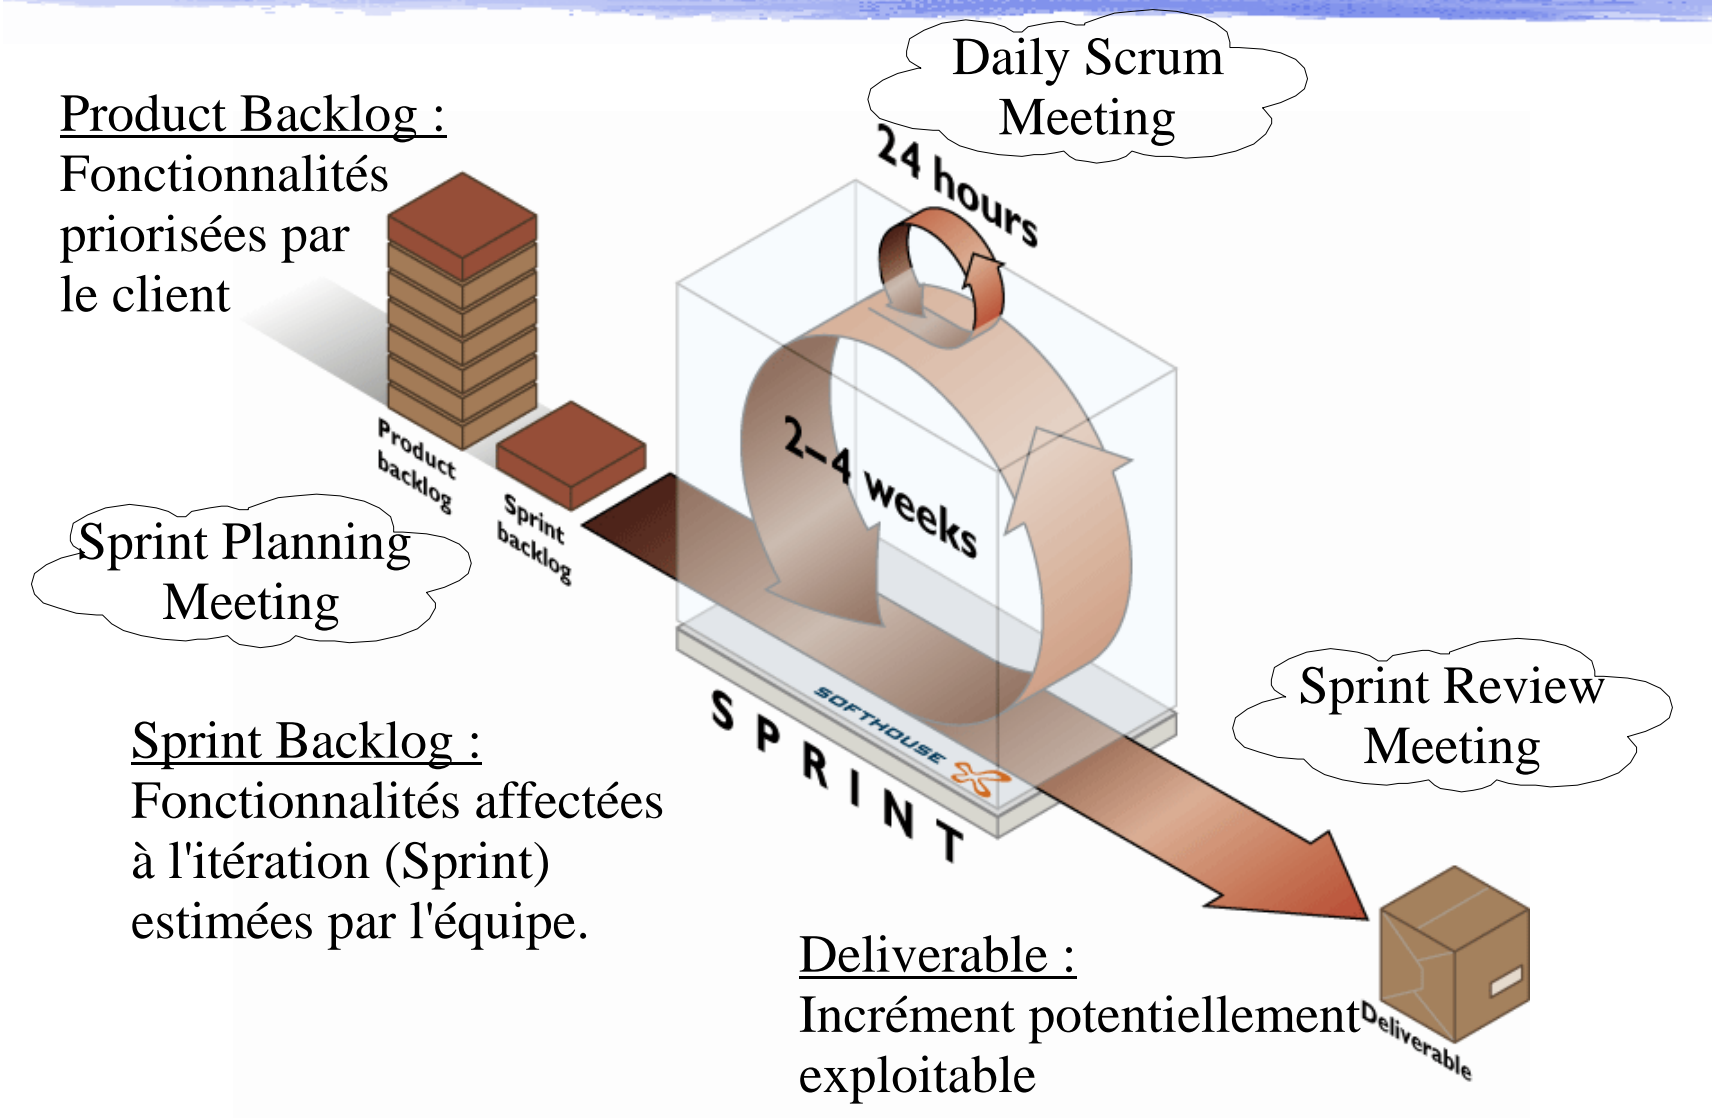 Daily Scrum
Meeting
Product Backlog :
Fonctionnalités
priorisées par
le client
24 hours
2–4 weeks
Product
backlog
Sprint
backlog
Sprint Planning
Meeting
Sprint Backlog :
Fonctionnalités affectées
à l'itération (Sprint)
estimées par l'équipe.
SOFTHOUSE
SPRINT
Sprint Review
Meeting
Deliverable :
Incrément potentiellement
exploitable
Deliverable